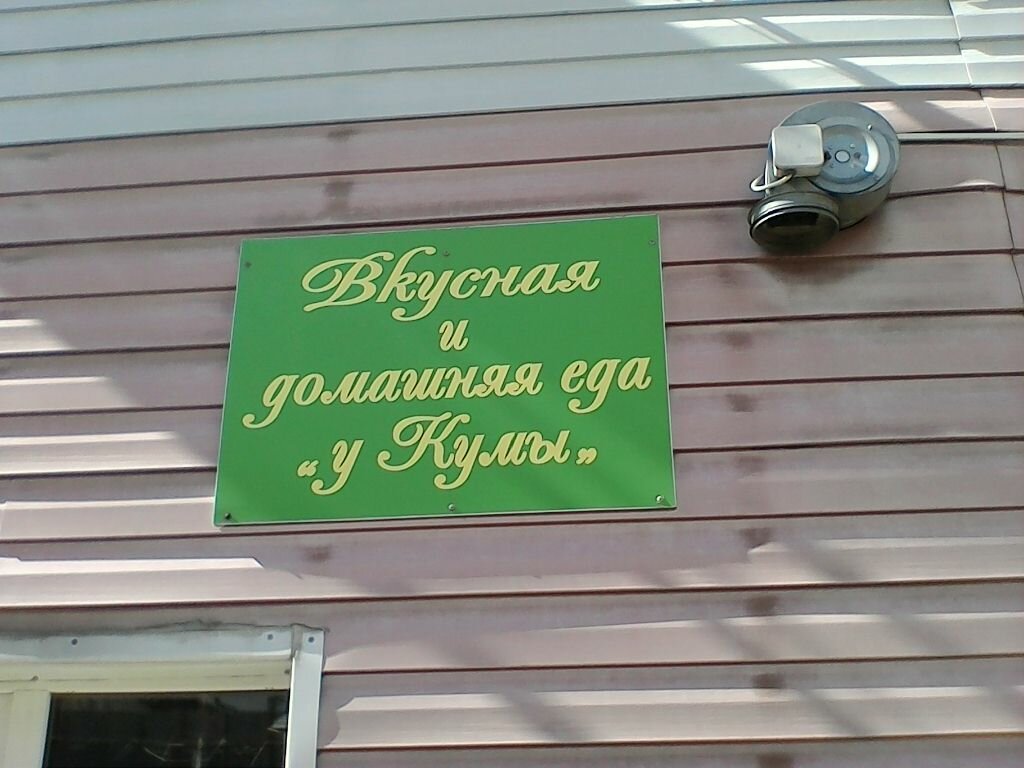 Вкусная
и
домашняя еда
„у Кумы”